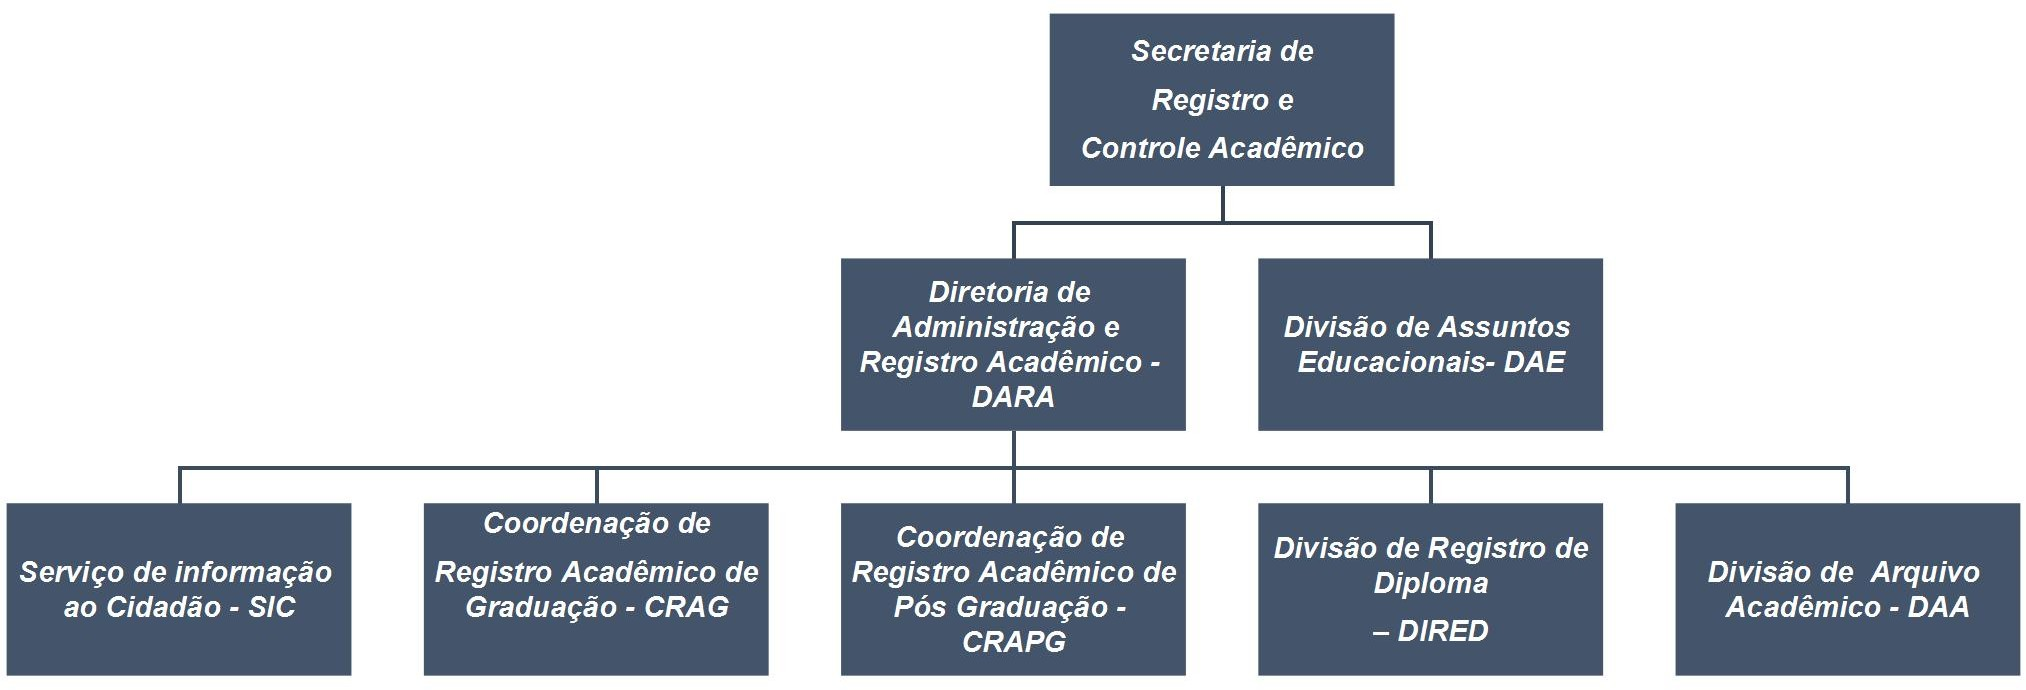 Secretaria de
Registro e
Controle Acadêmico
Diretoria de
Administração e
Registro Acadêmico -
DARA
Divisão de Assuntos
Educacionais- DAE
Serviço de informação
ao Cidadão - SIC
Coordenação de
Registro Acadêmico de
Graduação - CRAG
Coordenação de
Registro Acadêmico de
Pós Graduação -
CRAPG
Divisão de Registro de
Diploma
– DIRED
Divisão de  Arquivo
Acadêmico - DAA